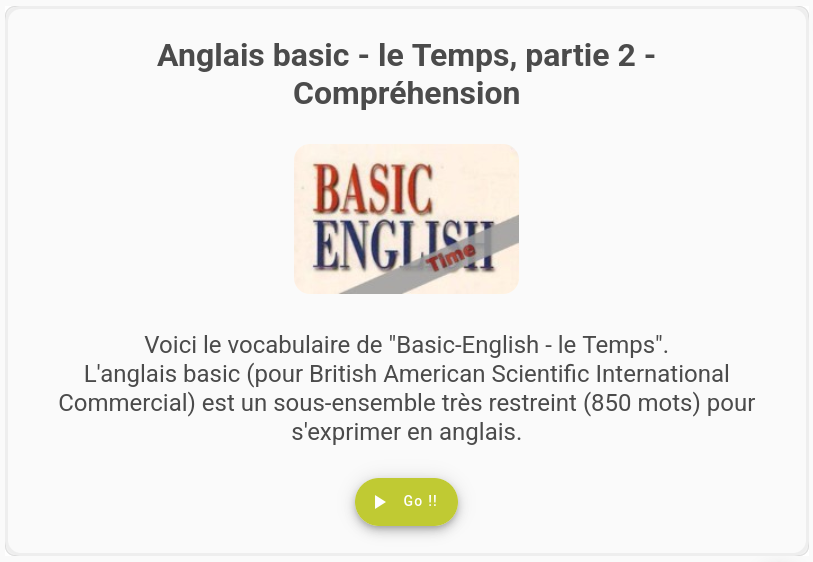 Anglais basic - le Temps, partie 2 -
Compréhension
BASIC
ENGLISH
Time
Voici le vocabulaire de "Basic-English - le Temps".
L'anglais basic (pour British American Scientific International
Commercial) est un sous-ensemble très restreint (850 mots) pour
s'exprimer en anglais.
Go !!